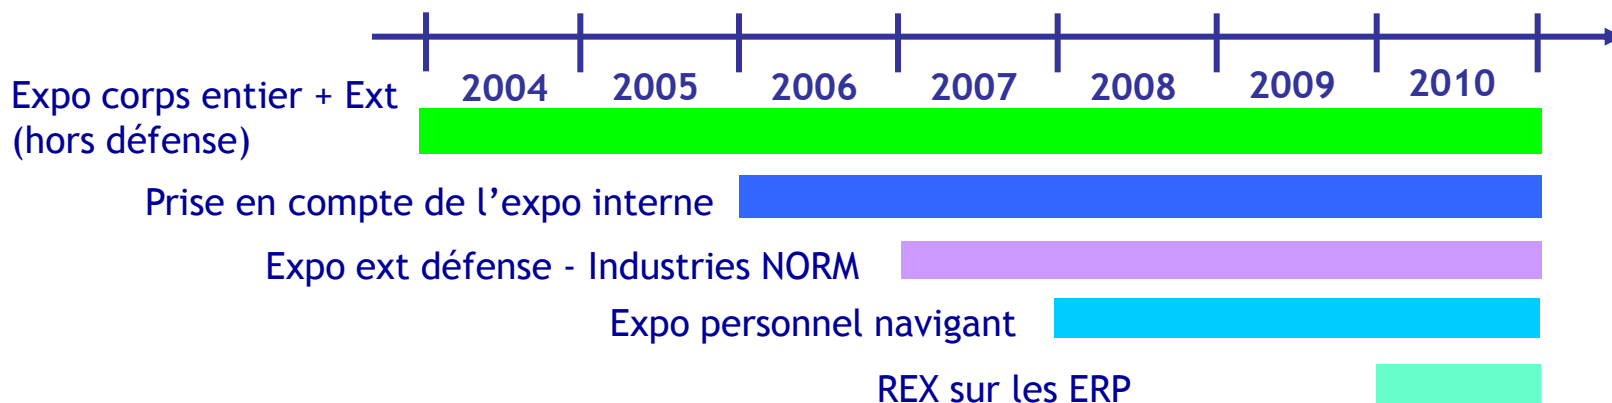 2004 2005 2006 2007 2008 2009 2010
Expo corps entier + Ext
(hors défense)
Prise en compte de l’expo interne
Expo ext défense - Industries NORM
Expo personnel navigant
REX sur les ERP